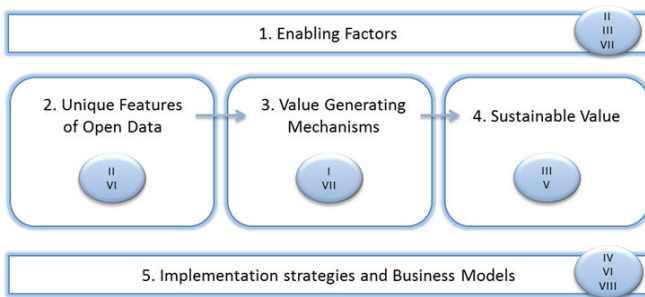 1. Enabling Factors
II
III
VII
2. Unique Features
of Open Data
II
VI
3. Value Generating
Mechanisms
I
VII
4. Sustainable Value
III
V
5. Implementation strategies and Business Models
IV
VI
VIII